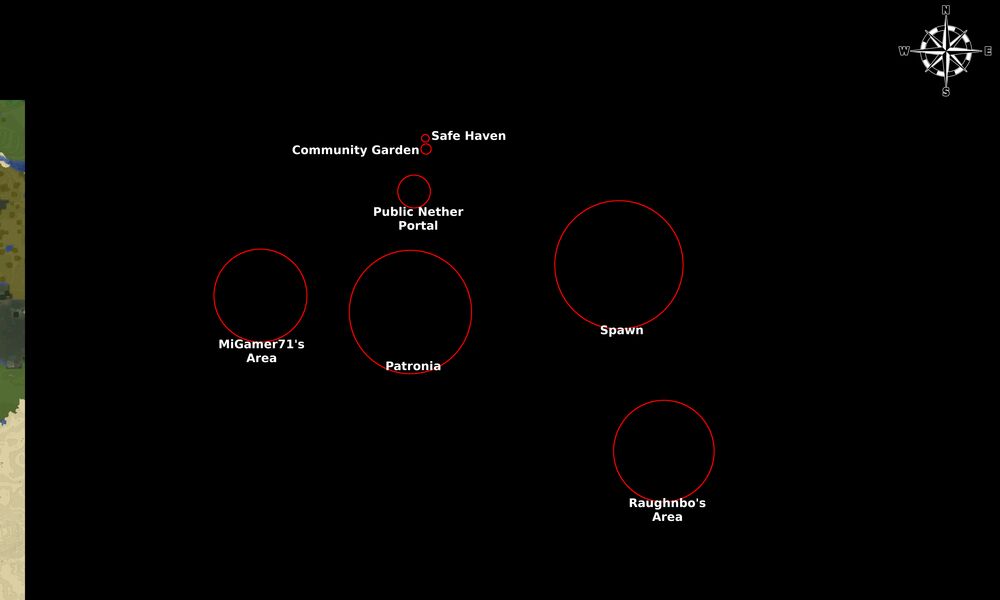 N
W
E
S
Safe Haven
Community Garden
Public Nether
Portal
Spawn
MiGamer71's
Area
Patronia
Raughnbo's
Area